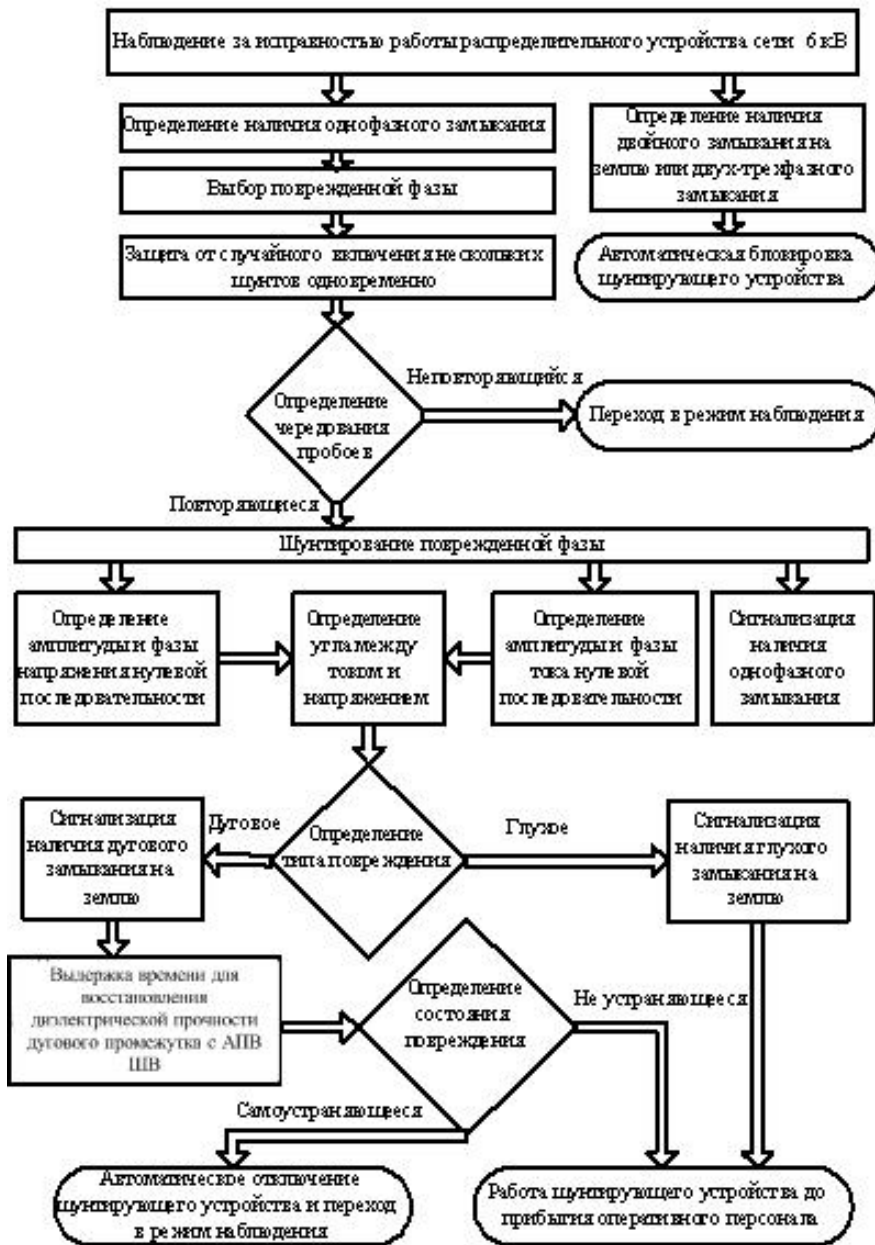 Наблюдение за исправностью работы распределительного устройства сети 6 кВ
Определение наличия однофазного замыкания
Определение наличия
двойного замыкания на
землю или двух-трехфазного
замыкания
Выбор поврежденной фазы
Защита от случайного включения нескольких
шунтов одновременно
Автоматическая блокировка
шунтирующего устройства
Определение
чередования
пробоев
Неповторяющийся
Переход в режим наблюдения
Повторяющиеся
Шунтирование поврежденной фазы
Определение
амплитуды и фазы
напряжения нулевой
последовательности
Определение
угла между
током и
напряжением
Определение
амплитуды и фазы
тока нулевой
последовательности
Сигнализация
наличия
однофазного
замыкания
Сигнализация
наличия дугового
замыкания на
землю
Дуговое
Определение
типа повреждения
Глухое
Сигнализация
наличия глухого
замыкания на
землю
Выдержка времени для
восстановления
диэлектрической прочности
дугового промежутка с АПВ
ШВ
Определение
состояния
повреждения
Не устраняющееся
Самоустраняющееся
Автоматическое отключение
шунтирующего устройства и переход
в режим наблюдения
Работа шунтирующего устройства до
прибытия оперативного персонала